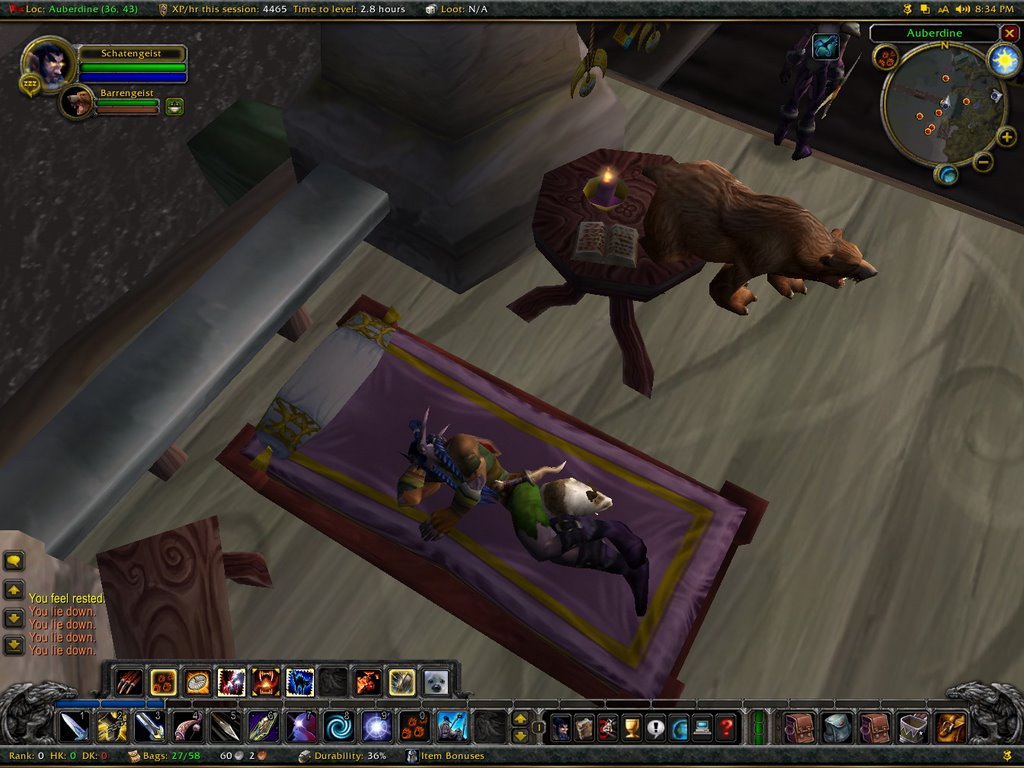 Loc: Auberdine (36, 43) XP/hr this session: 4465 Time to level: 2.8 hours Loot: N/A AA 8:34 PM
Auberdine
N
Schatengeist
zzz
Barrengeist
You feel rested.
You lie down.
You lie down.
You lie down.
You lie down.
Rank: 0 HK: 0 DK: 0 Bags: 27/58 60 2 Durability: 36% Item Bonuses